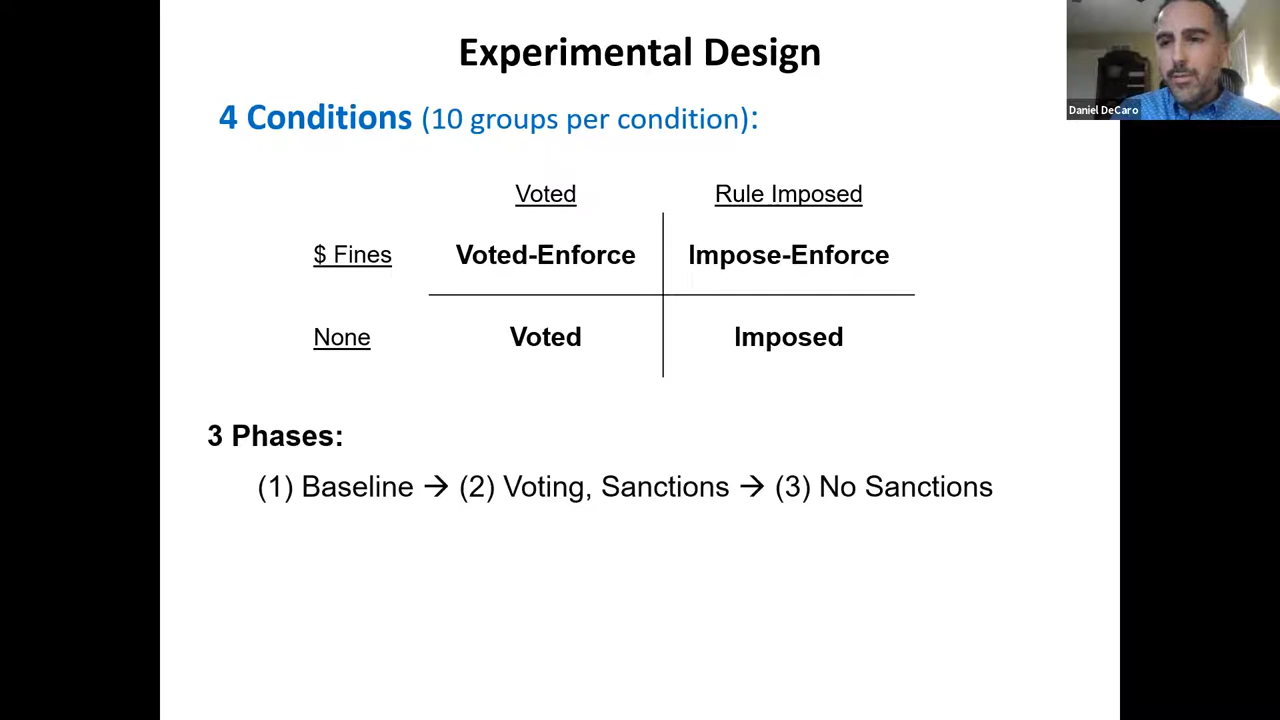 Experimental Design
Daniel DeCaro
4 Conditions (10 groups per condition):
Voted Rule Imposed
$ Fines Voted-Enforce Impose-Enforce
None Voted Imposed
3 Phases:
(1) Baseline → (2) Voting, Sanctions → (3) No Sanctions